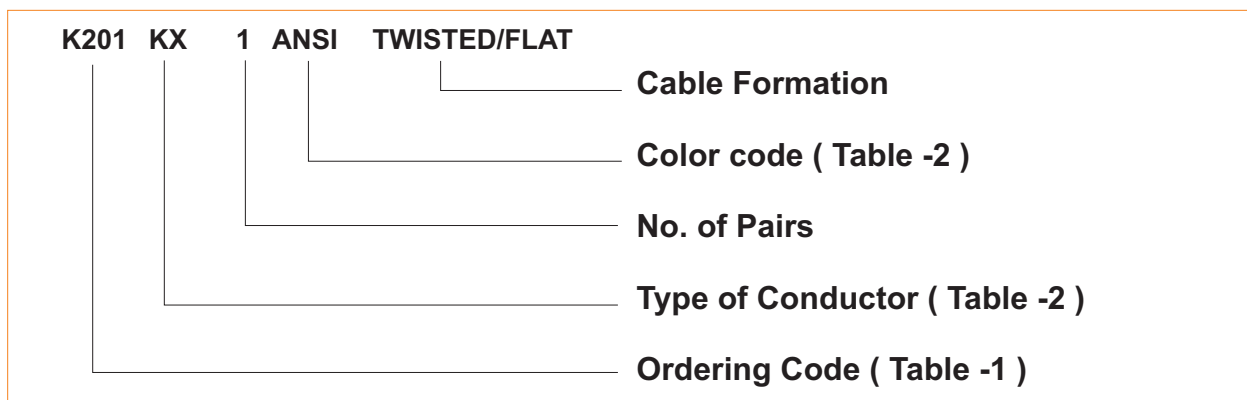 K201 KX 1 ANSI TWISTED/FLAT
Cable Formation
Color code ( Table -2 )
No. of Pairs
Type of Conductor ( Table -2 )
Ordering Code ( Table -1 )